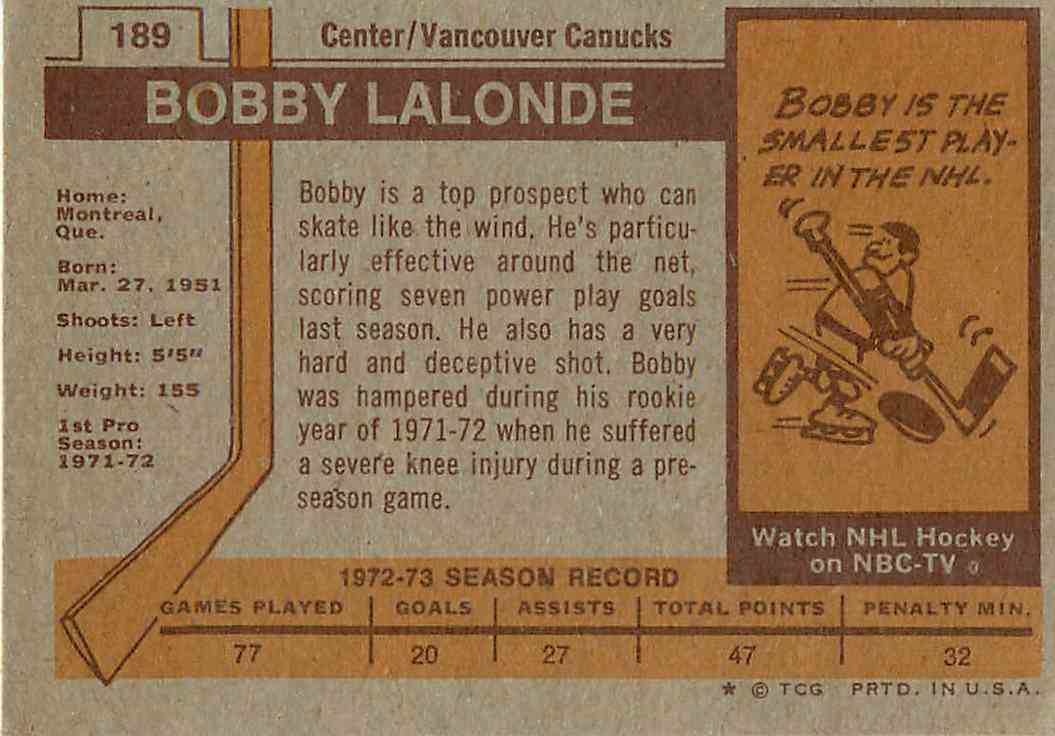 189
Center/Vancouver Canucks
BOBBY LALONDE
Home:
Montreal,
Que.
Born:
Mar. 27, 1951
Shoots: Left
Height: 5'5"
Weight: 155
1st Pro
Season:
1971-72
Bobby is a top prospect who can
skate like the wind. He's particu-
larly effective around the net,
scoring seven power play goals
last season. He also has a very
hard and deceptive shot. Bobby
was hampered during his rookie
year of 1971-72 when he suffered
a severe knee injury during a pre-
season game.
BOBBY IS THE
SMALLEST PLAY-
ER IN THE NHL.
Watch NHL Hockey
on NBC-TV
1972-73 SEASON RECORD
GAMES PLAYED GOALS ASSISTS TOTAL POINTS PENALTY MIN.
77 20 27 47 32
* © TCG PRTD. IN U.S.A.